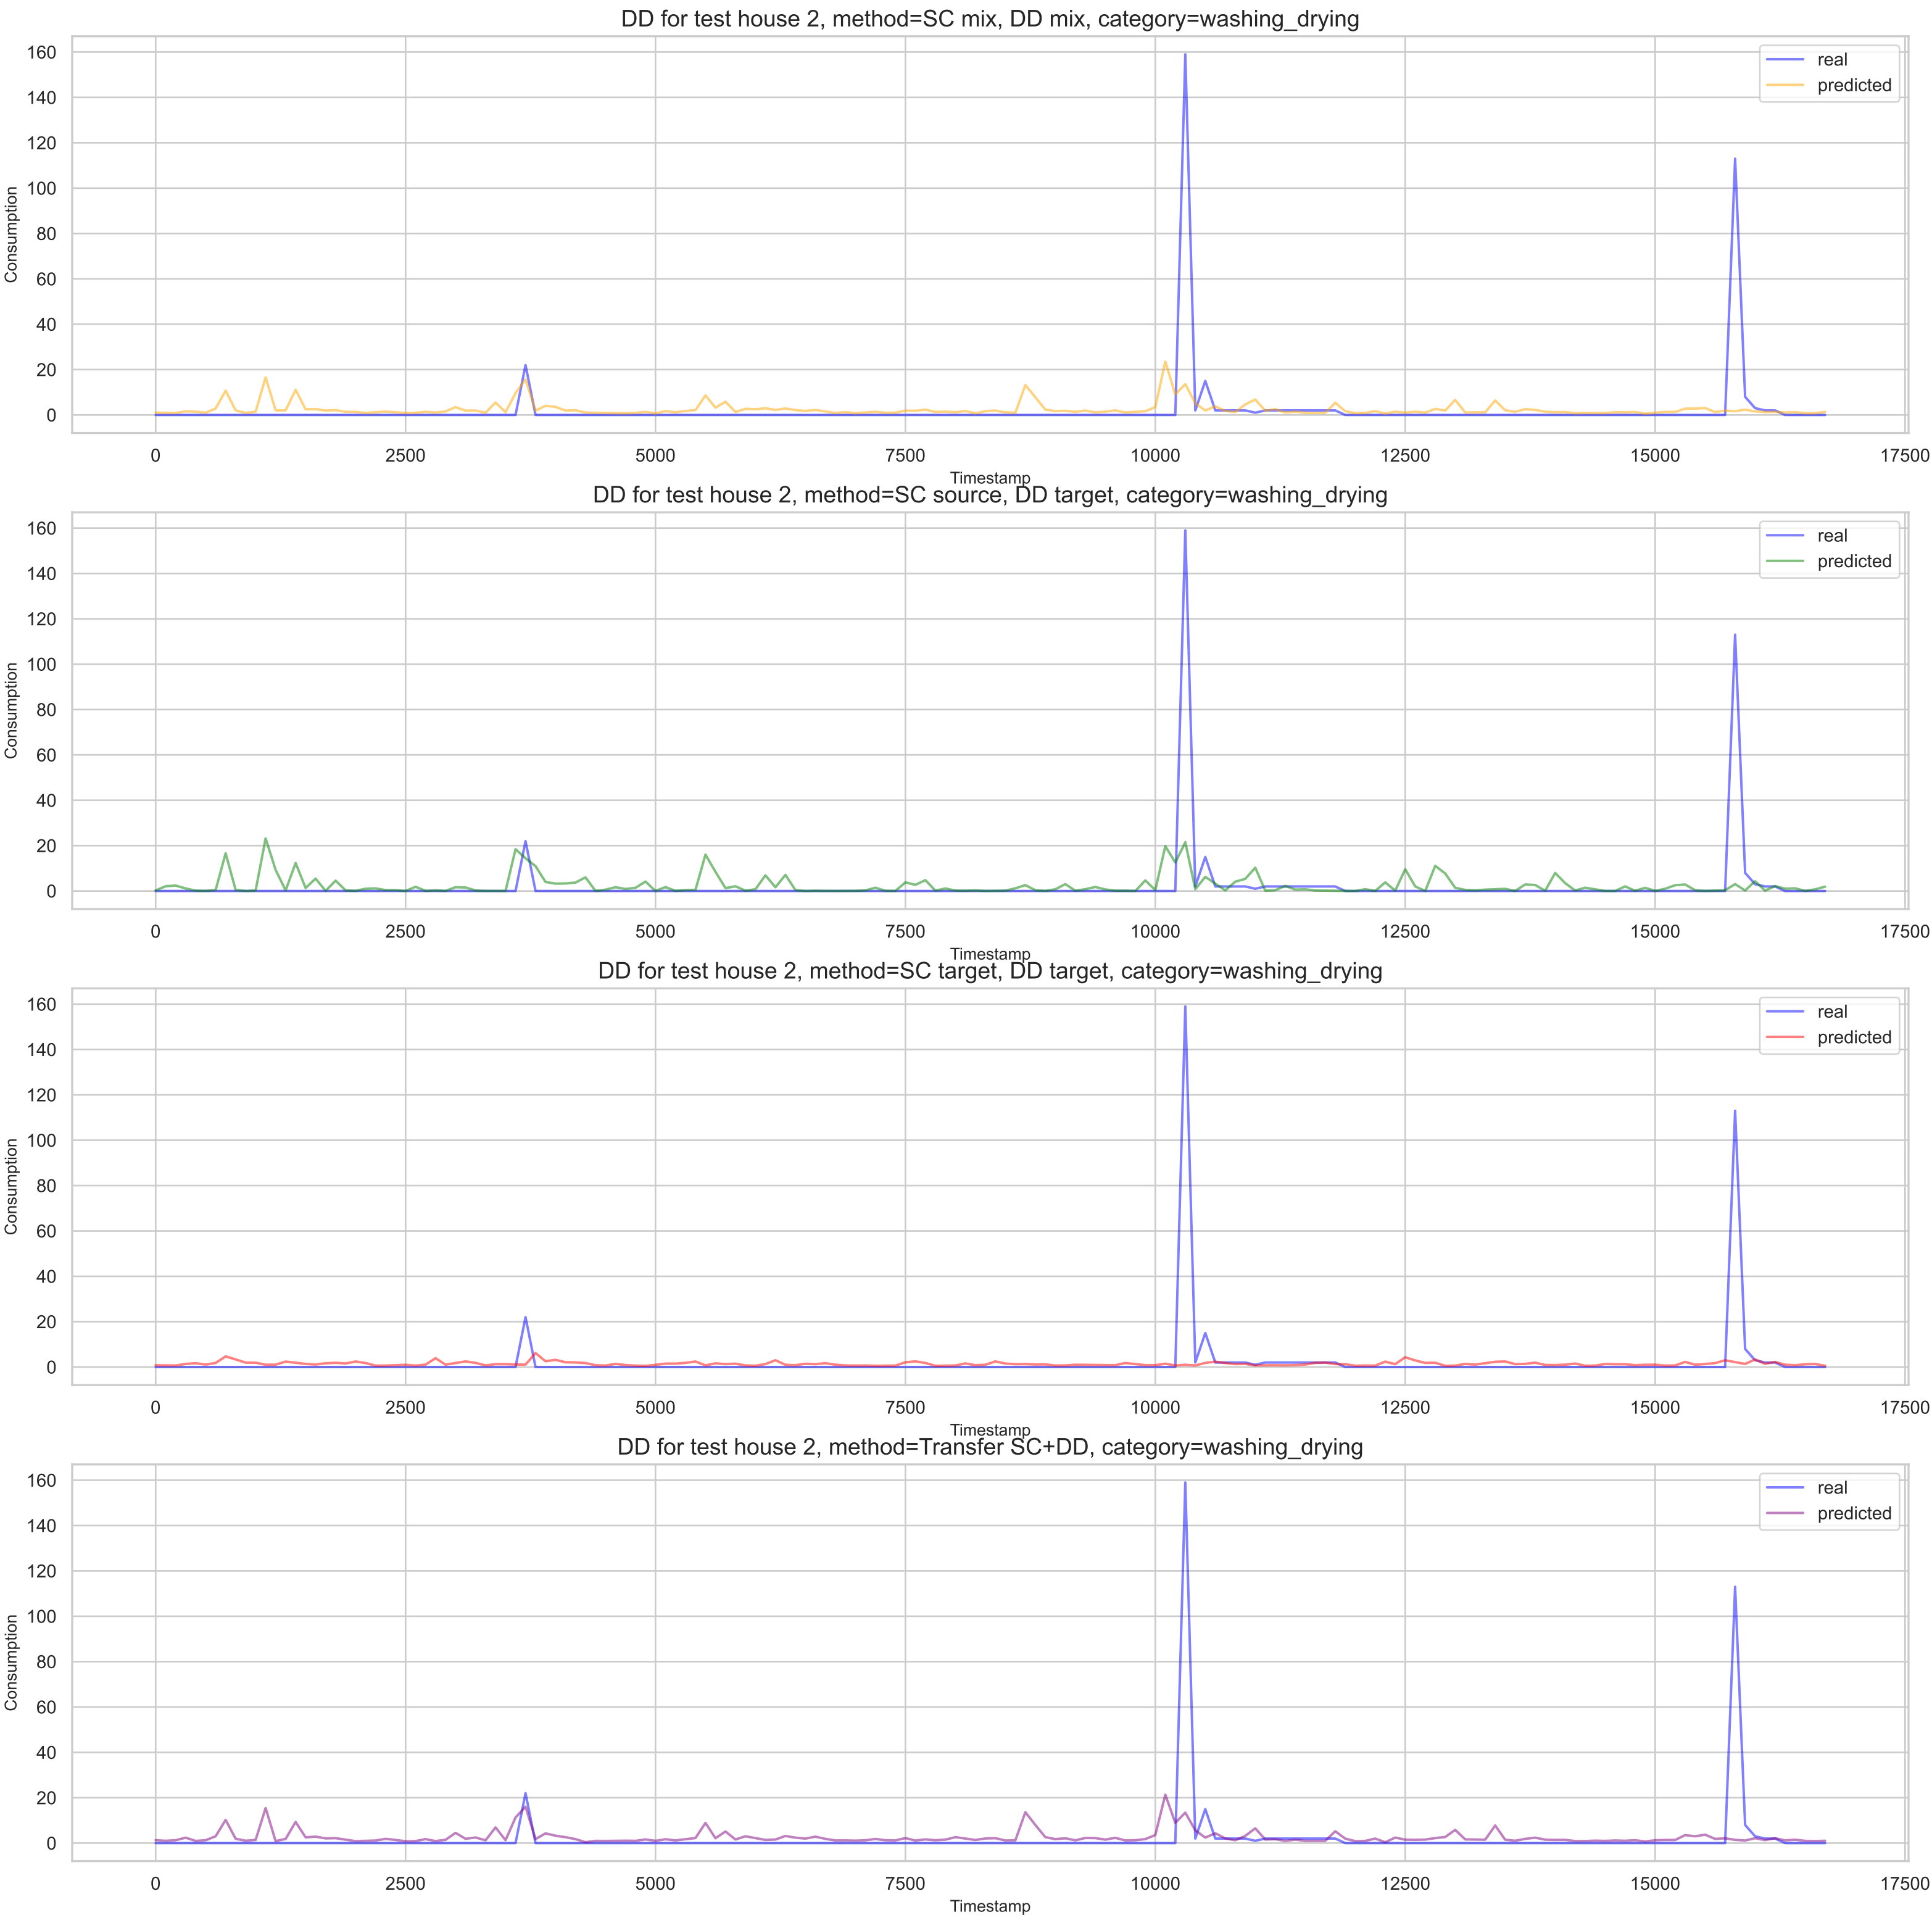 DD for test house 2, method=SC mix, DD mix, category=washing_drying
160
140
120
100
80
60
40
20
0
Consumption
real
predicted
0 2500 5000 7500 10000 12500 15000 17500
Timestamp
DD for test house 2, method=SC source, DD target, category=washing_drying
160
140
120
100
80
60
40
20
0
Consumption
real
predicted
0 2500 5000 7500 10000 12500 15000 17500
Timestamp
DD for test house 2, method=SC target, DD target, category=washing_drying
160
140
120
100
80
60
40
20
0
Consumption
real
predicted
0 2500 5000 7500 10000 12500 15000 17500
Timestamp
DD for test house 2, method=Transfer SC+DD, category=washing_drying
160
140
120
100
80
60
40
20
0
Consumption
real
predicted
0 2500 5000 7500 10000 12500 15000 17500
Timestamp